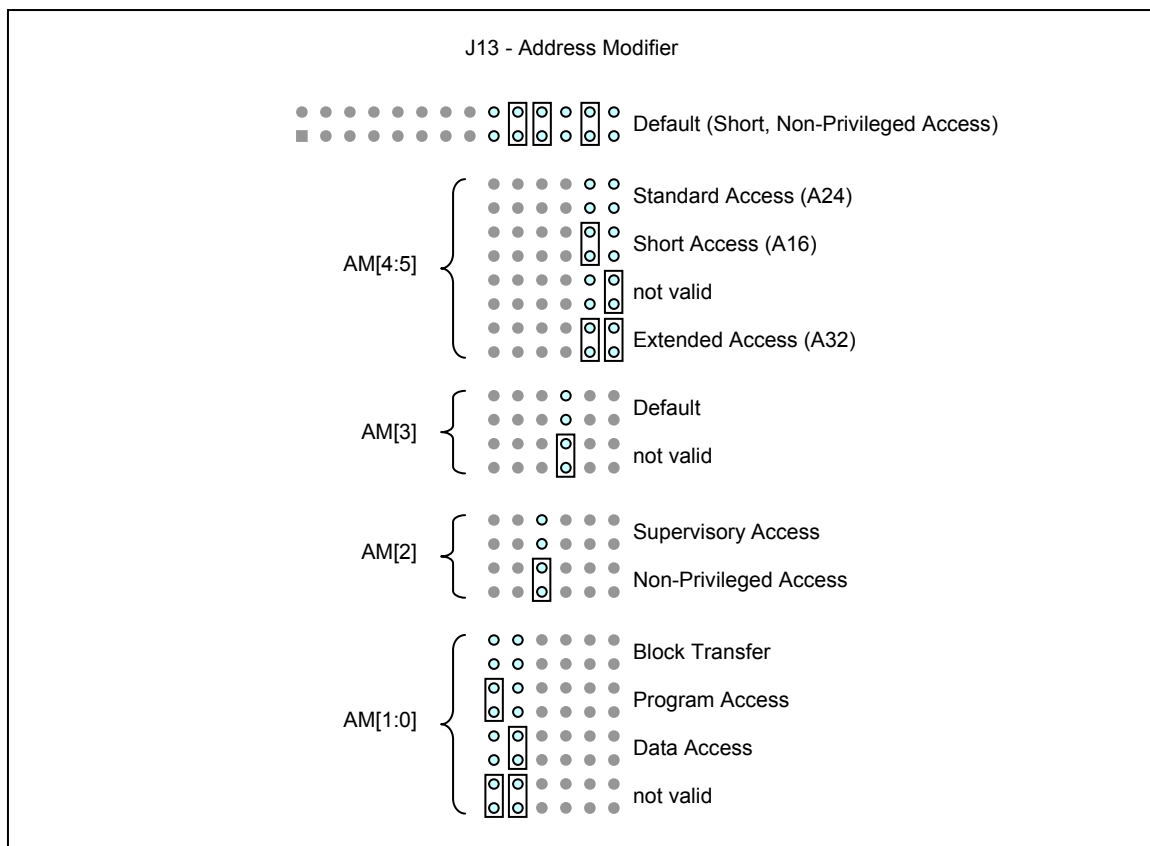 J13 - Address Modifier
Default (Short, Non-Privileged Access)
AM[4:5]
Standard Access (A24)
Short Access (A16)
not valid
Extended Access (A32)
AM[3]
Default
not valid
AM[2]
Supervisory Access
Non-Privileged Access
AM[1:0]
Block Transfer
Program Access
Data Access
not valid